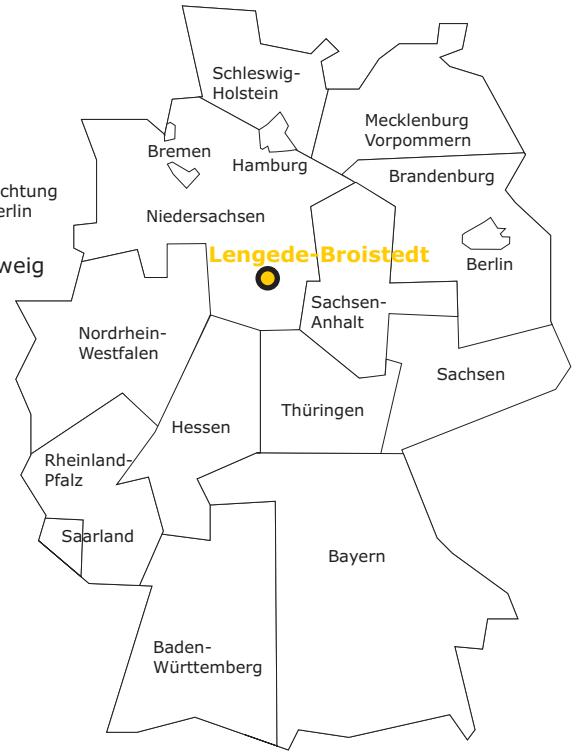 Schleswig-
Holstein
Mecklenburg
Vorpommern
Bremen
Hamburg
Brandenburg
chtung
erlin
Niedersachsen
Lengede-Broistedt
weig
Berlin
Sachsen-
Anhalt
Nordrhein-
Westfalen
Sachsen
Thüringen
Hessen
Rheinland-
Pfalz
Saarland
Bayern
Baden-
Württemberg